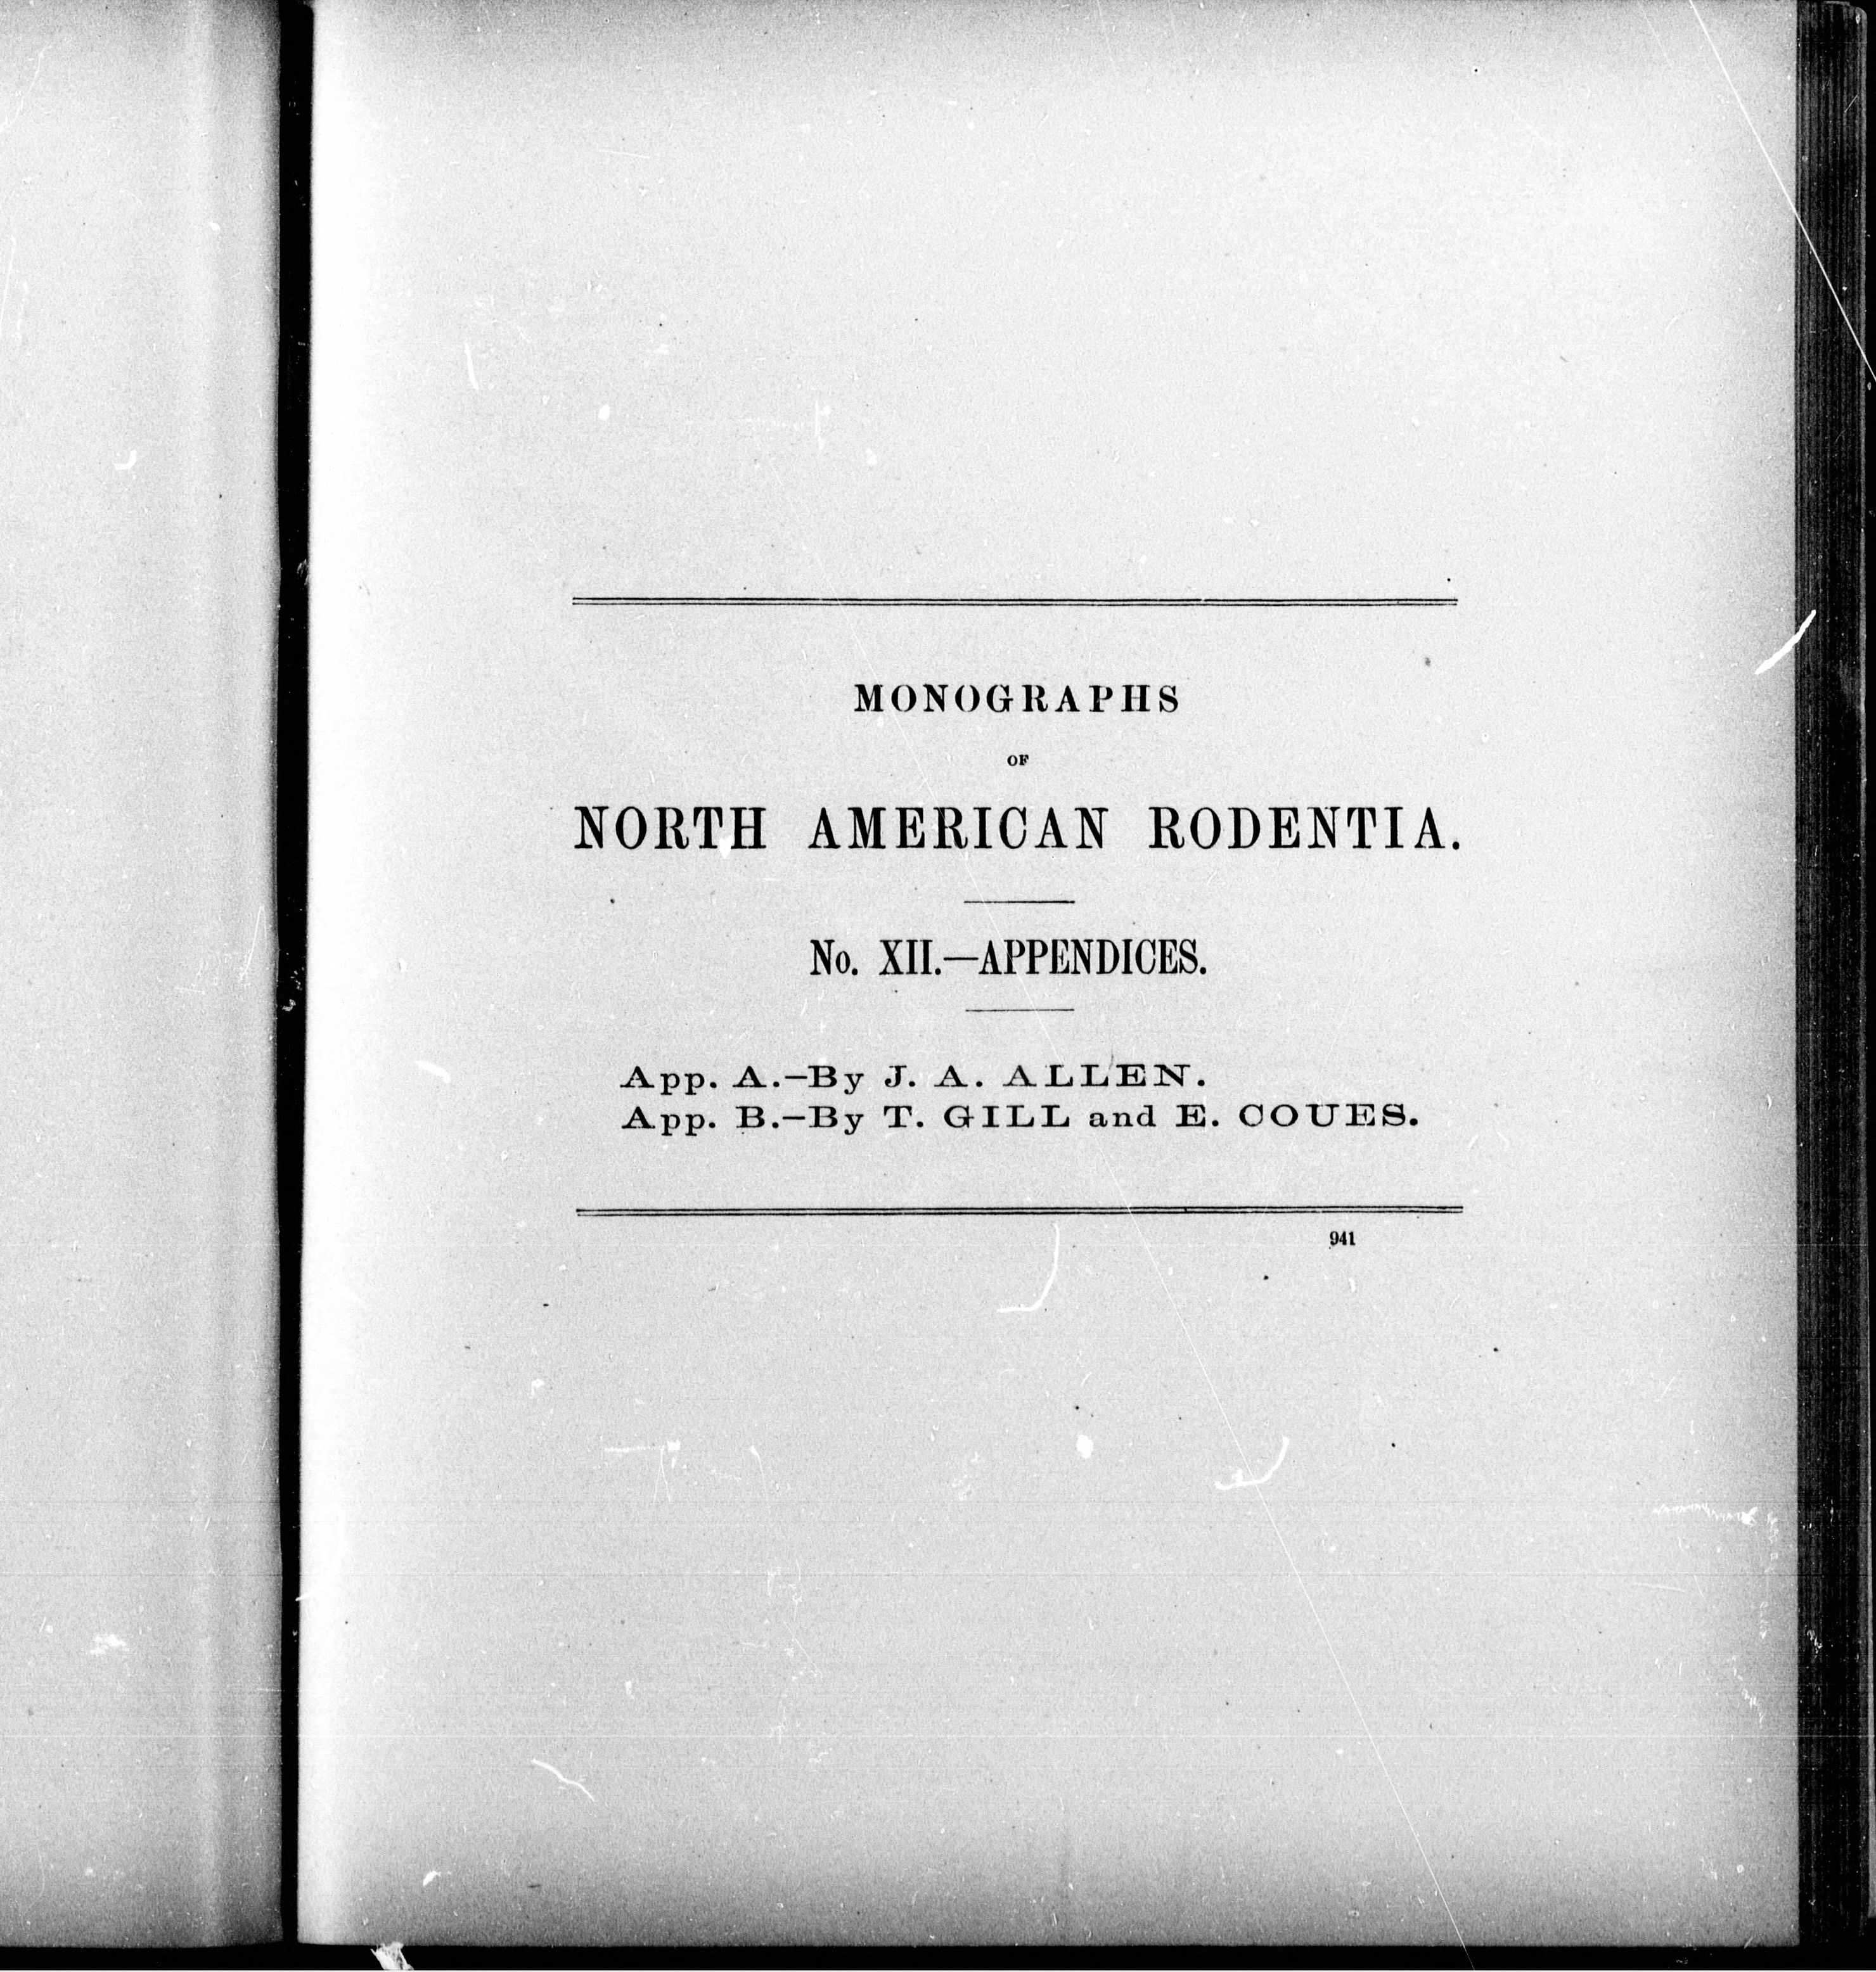 MONOGRAPHS
OF
NORTH AMERICAN RODENTIA.
No. XII.—APPENDICES.
App. A.—By J. A. ALLEN.
App. B.—By T. GILL and E. COUES.
941